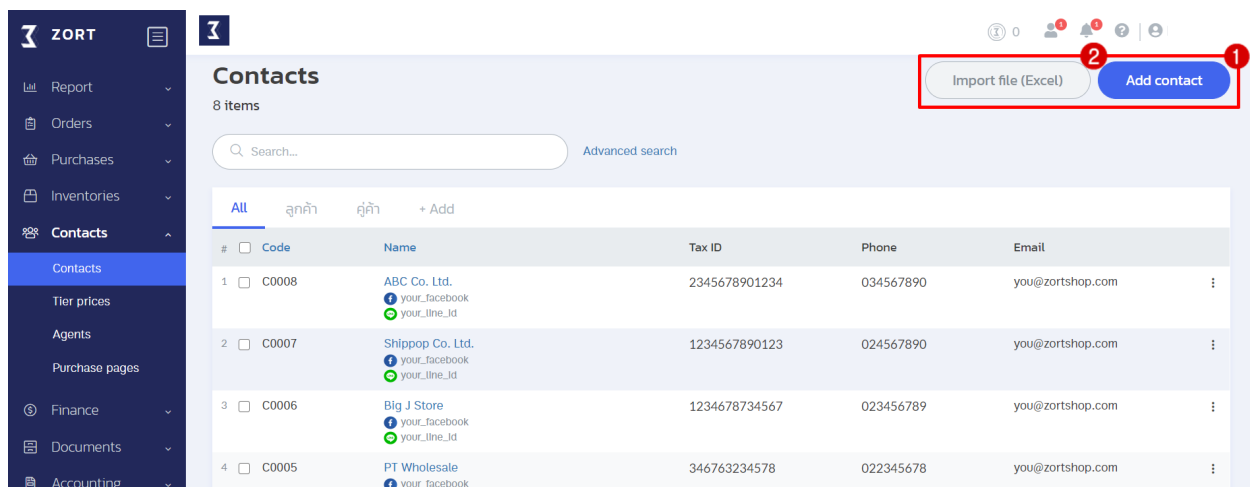 ZORT
0
1
1
2
1
Report
Orders
Purchases
Inventories
Contacts
Contacts
Tier prices
Agents
Purchase pages
Finance
Documents
Accounting
Contacts
8 items
Import file (Excel)
Add contact
Search...
Advanced search
All ลูกค้า คู่ค้า + Add
# Code Name Tax ID Phone Email
1 C0008 ABC Co. Ltd. 2345678901234 034567890 you@zortshop.com
your_facebook
your_line_id
2 C0007 Shippop Co. Ltd. 1234567890123 024567890 you@zortshop.com
your_facebook
your_line_id
3 C0006 Big J Store 1234678734567 023456789 you@zortshop.com
your_facebook
your_line_id
4 C0005 PT Wholesale 346763234578 022345678 you@zortshop.com
your_facebook